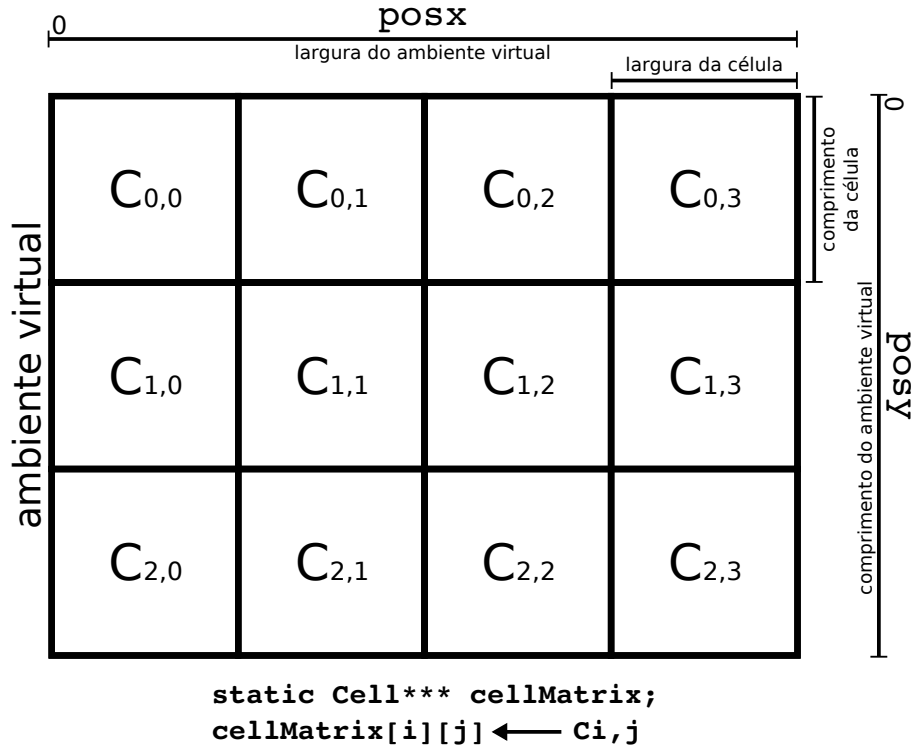 0
posx
largura do ambiente virtual
largura da célula
0
C0,0
C0,1
C0,2
C0,3
comprimento
da célula
ambiente virtual
C1,0
C1,1
C1,2
C1,3
comprimento do ambiente virtual
posy
C2,0
C2,1
C2,2
C2,3
static Cell*** cellMatrix;
cellMatrix[i][j] ← Ci,j